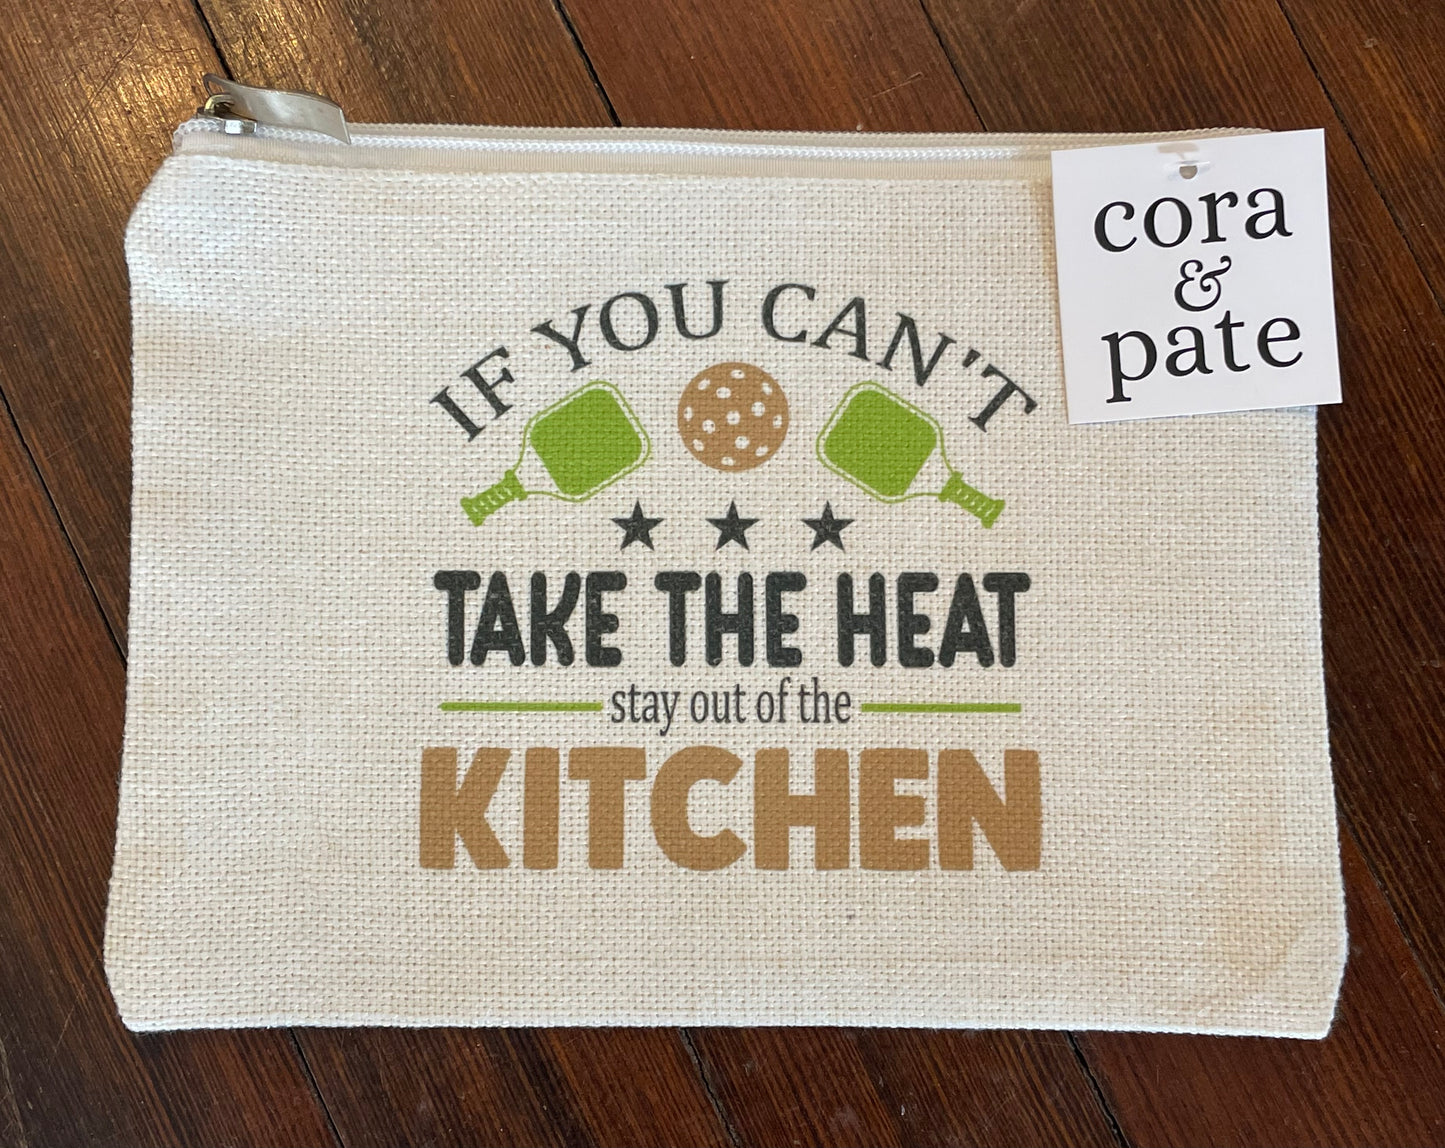 cora
&
pate
IF YOU CAN'T
TAKE THE HEAT
stay out of the
KITCHEN